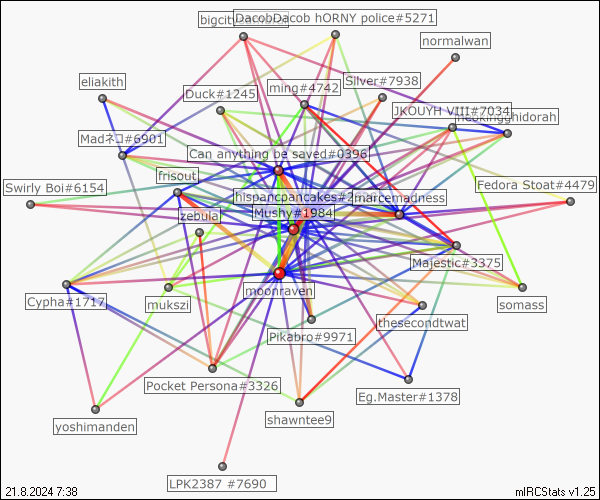 bigcity
DacobDacob hORNY police#5271
normalwan
eliakith
Duck#1245
ming#4742
Silver#7938
JKOUYH VIII#7034
neokingghidorah
Madネコ#6901
Can anything be saved#0396
frisout
Swirly Boi#6154
hispancpancakes#2
marcemadness
Fedora Stoat#4479
zebula
Mushy#1984
Majestic#3375
Cypha#1717
mukszi
moonraven
somass
thesecondtwat
Pikabro#9971
Pocket Persona#3326
Eg.Master#1378
yoshimanden
shawntee9
LPK2387 #7690
21.8.2024 7:38
mIRCStats v1.25